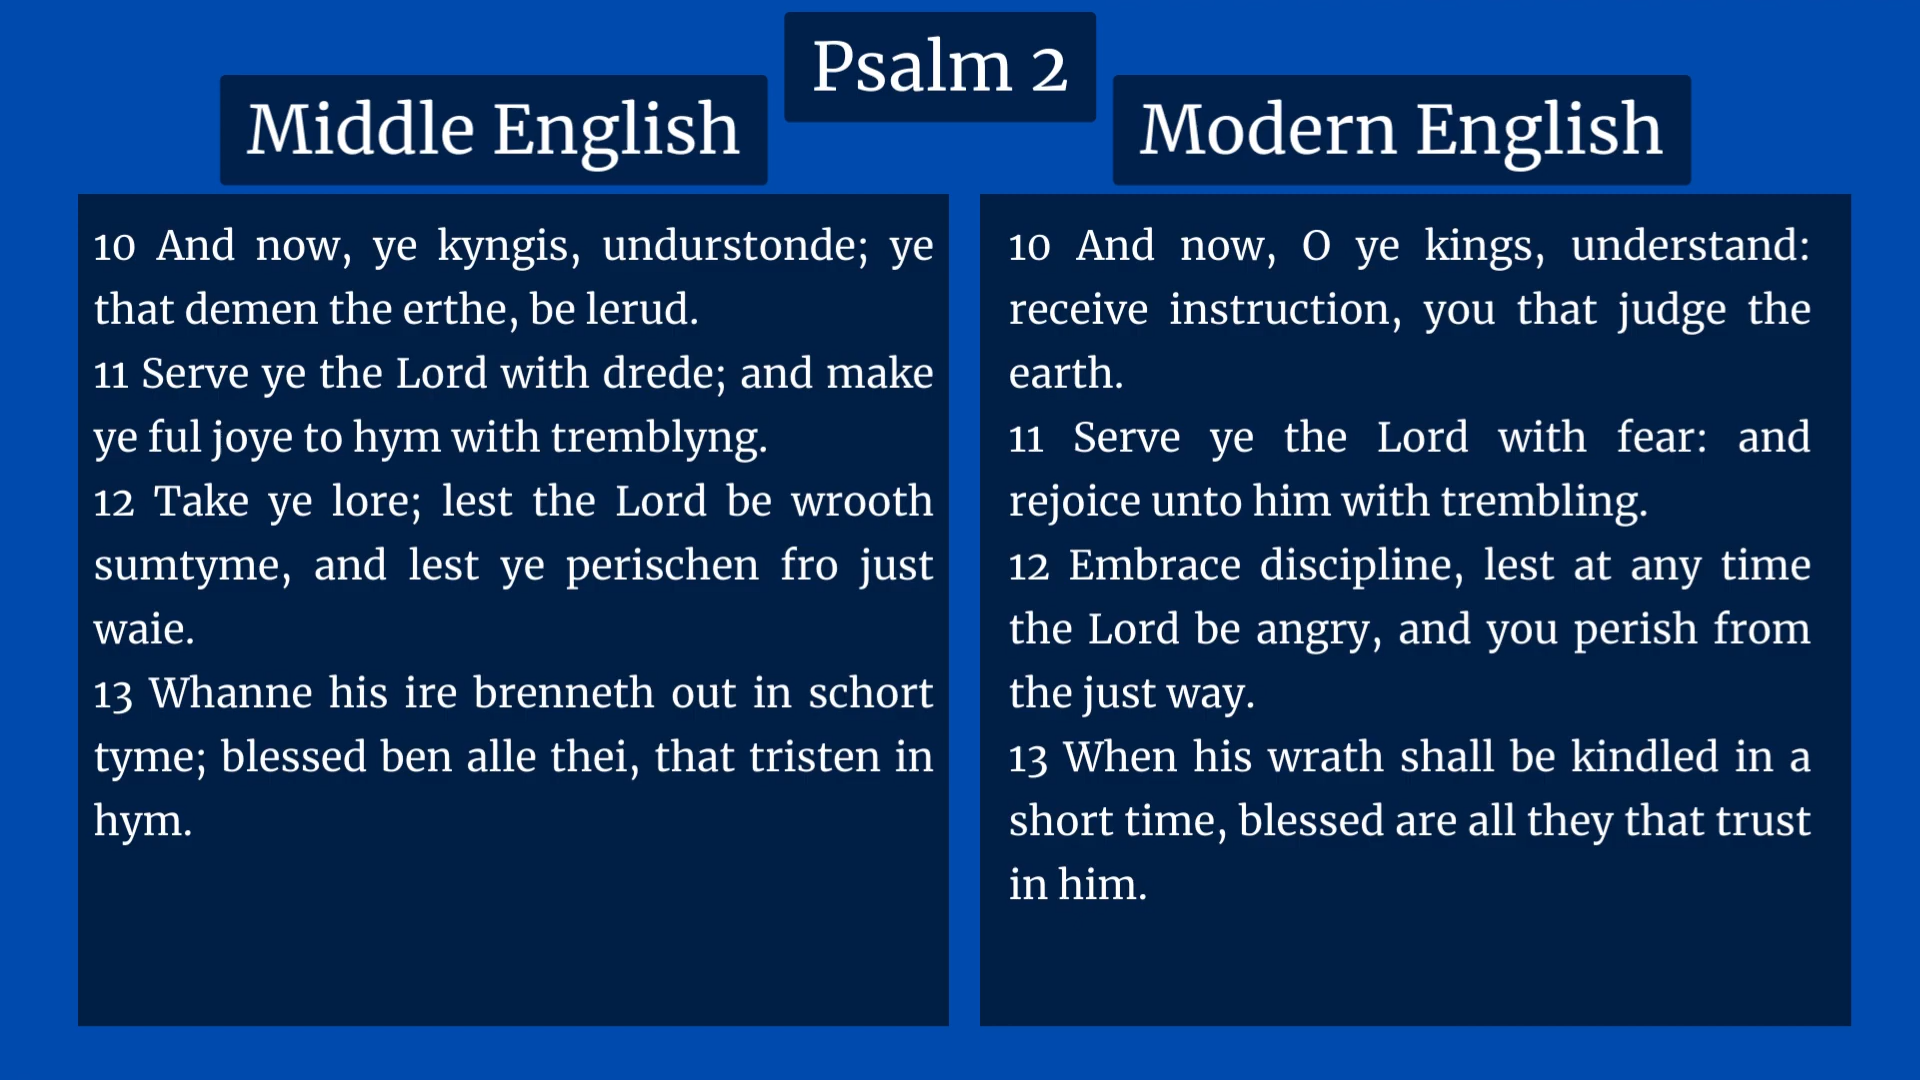 Psalm 2
Middle English
Modern English
10 And now, ye kyngis, undurstonde; ye
that demen the erthe, be lerud.
11 Serve ye the Lord with drede; and make
ye ful joye to hym with tremblyng.
12 Take ye lore; lest the Lord be wrooth
sumtyme, and lest ye perischen fro just
waie.
13 Whanne his ire brenneth out in schort
tyme; blessed ben alle thei, that tristen in
hym.
10 And now, O ye kings, understand:
receive instruction, you that judge the
earth.
11 Serve ye the Lord with fear: and
rejoice unto him with trembling.
12 Embrace discipline, lest at any time
the Lord be angry, and you perish from
the just way.
13 When his wrath shall be kindled in a
short time, blessed are all they that trust
in him.